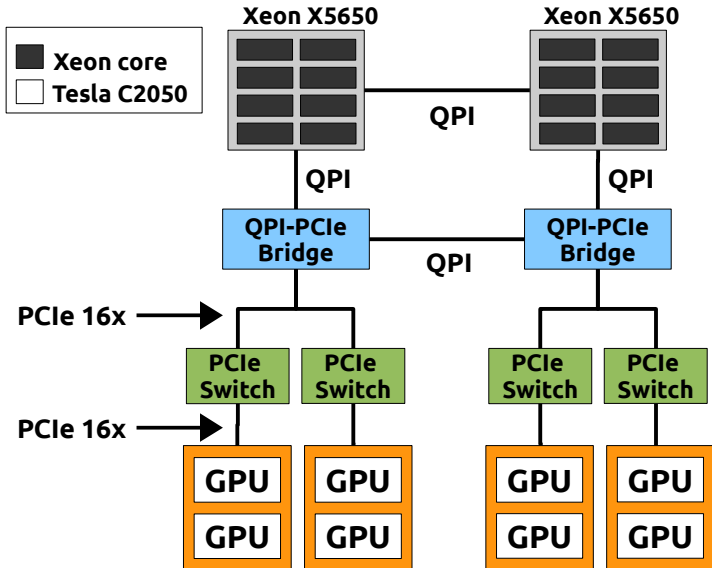 Xeon X5650
Xeon X5650
Xeon core
Tesla C2050
QPI
QPI
QPI
QPI-PCIe
Bridge
QPI-PCIe
Bridge
QPI
PCIe 16x
PCIe
Switch
PCIe
Switch
PCIe
Switch
PCIe
Switch
PCIe 16x
GPU
GPU
GPU
GPU
GPU
GPU
GPU
GPU